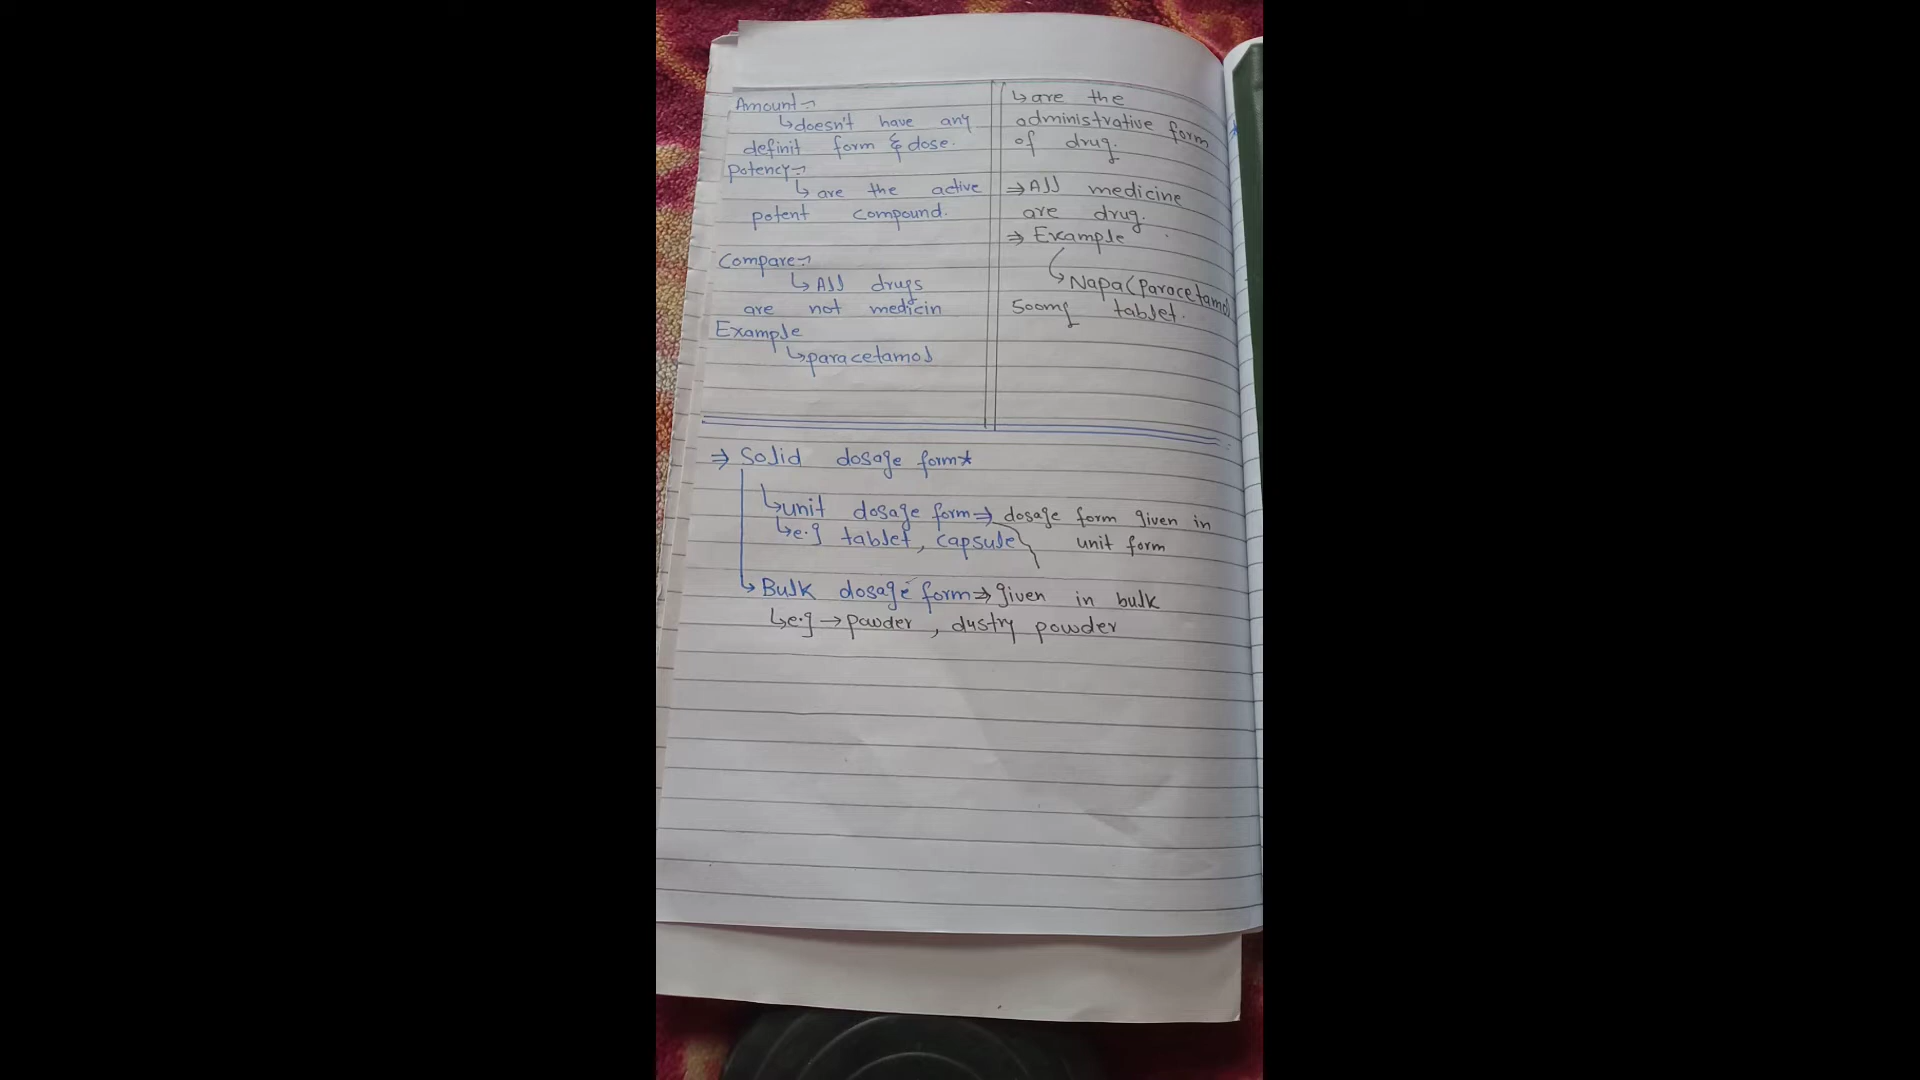 Amount:-
↳ doesn't have any
definit form & dose.
potency:-
↳ are the active
potent compound.
Compare:-
↳ All drugs
are not medicin
Example
↳ paracetamol
↳ are the
administrative form
of drug.
⇒ All medicine
are drug.
⇒ Example
↳ Napa (paracetamol
500mg tablet.
⇒ Solid dosage form*
↳ unit dosage form ⇒ dosage form given in
↳ e.g tablet, capsule unit form
↳ Bulk dosage form ⇒ given in bulk
↳ e.g → pawder, dustry powder